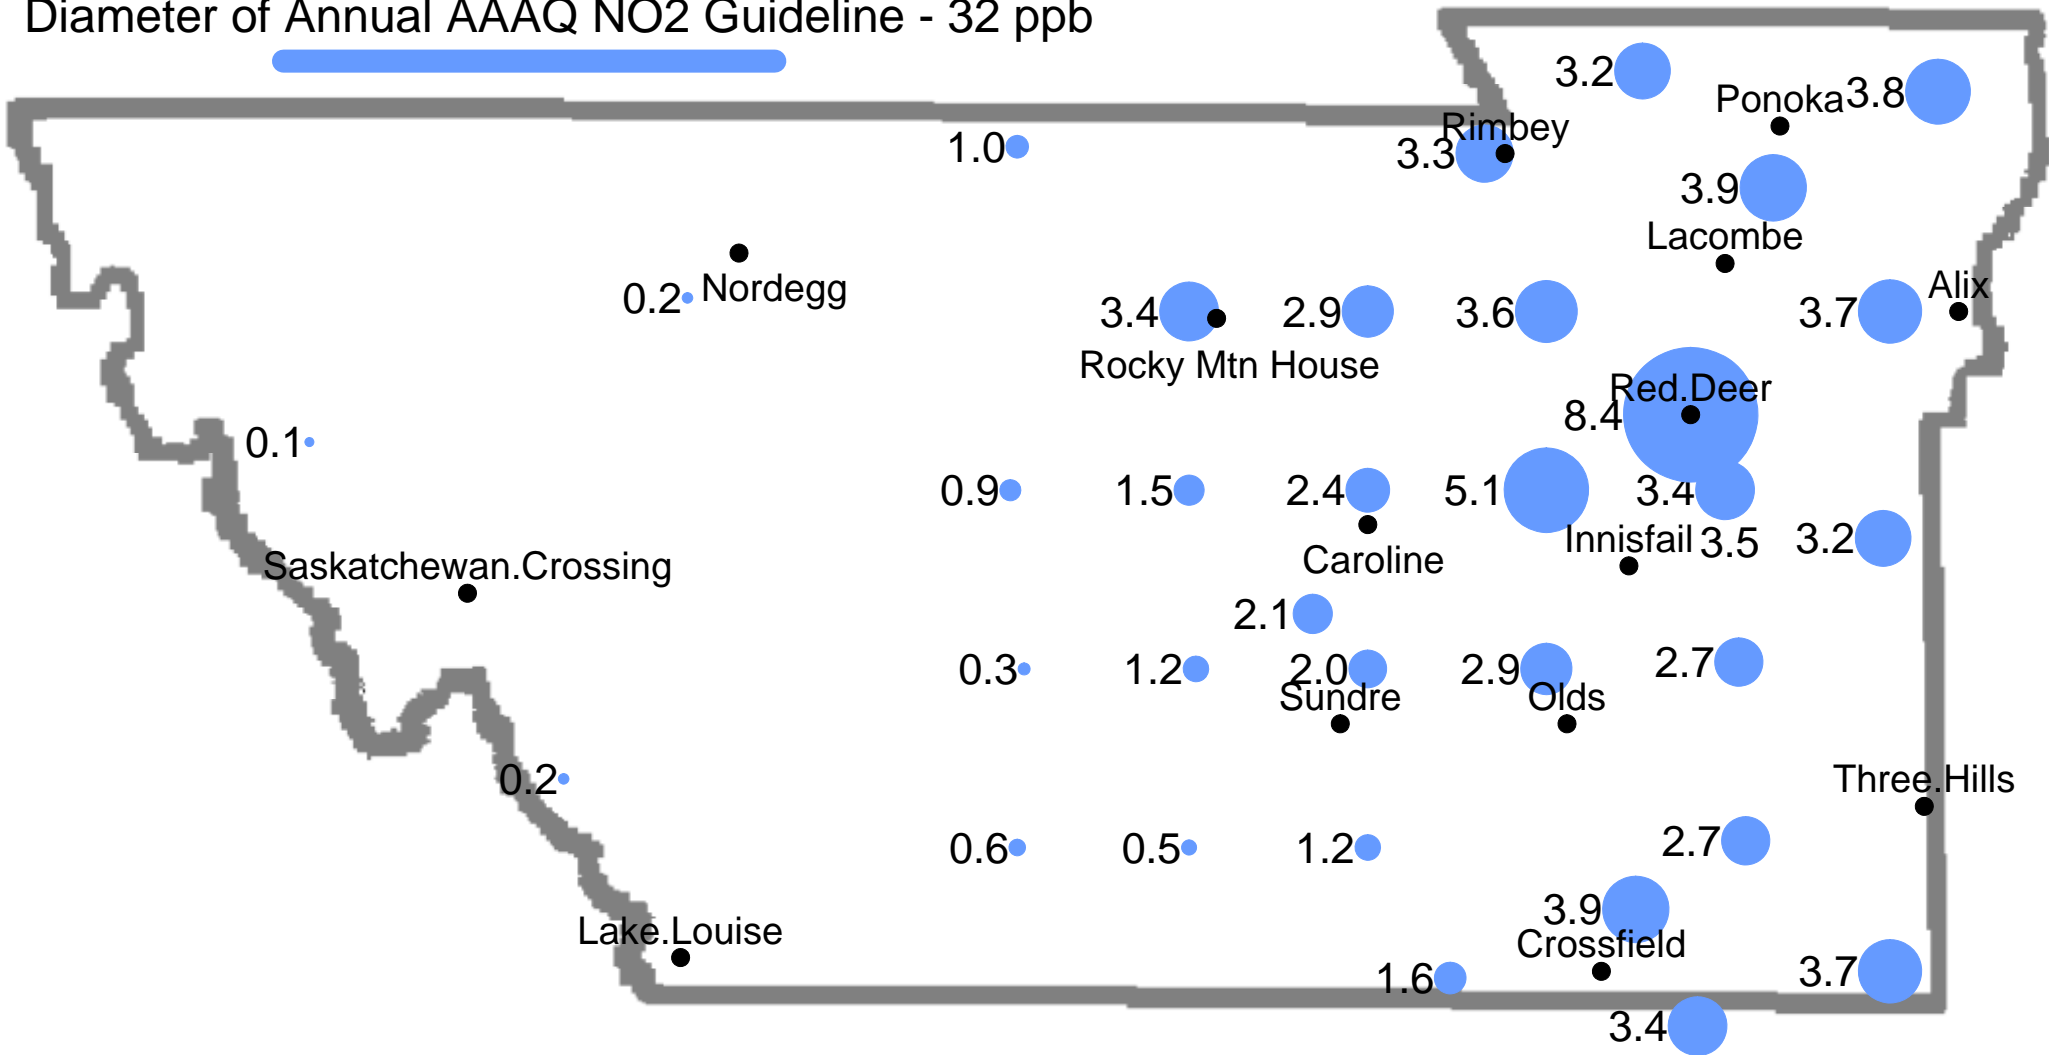 Diameter of Annual AAAQ NO2 Guideline - 32 ppb
3.2
Ponoka
3.8
Rimbey
1.0
3.3
3.9
Lacombe
Nordegg
0.2
Alix
3.4
2.9
3.6
3.7
Rocky Mtn House
Red.Deer
8.4
0.1
0.9
1.5
2.4
5.1
3.4
Innisfail
3.5
3.2
Caroline
Saskatchewan.Crossing
2.1
0.3
1.2
2.0
2.9
2.7
Sundre
Olds
0.2
Three.Hills
0.6
0.5
1.2
2.7
3.9
Lake.Louise
Crossfield
1.6
3.7
3.4